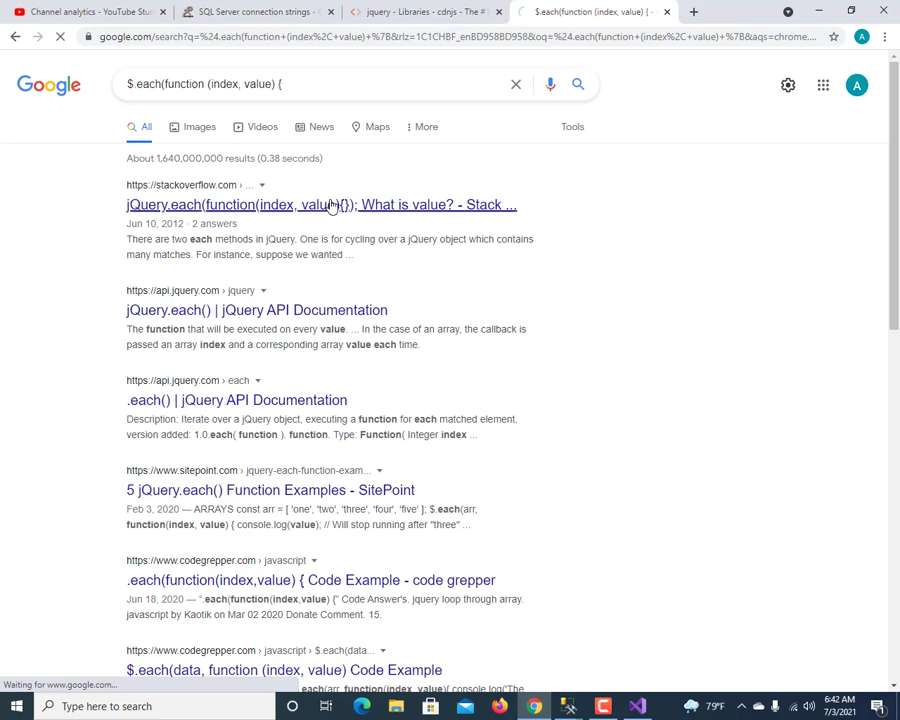 Channel analytics - YouTube Stu
SQL Server connection strings - C
jquery - Libraries - cdnjs - The #1
$.each(function (index, value) { -
google.com/search?q=%24.each(function+(index%2C+value)+%7B&rlz=1C1CHBF_enBD958BD958&oq=%24.each(function+(index%2C+value)+%7B&aqs=chrome....
A
Google
$.each(function (index, value) {
A
All
Images
Videos
News
Maps
More
Tools
About 1,640,000,000 results (0.38 seconds)
https://stackoverflow.com › ...
jQuery.each(function(index, value){}); What is value? - Stack ...
Jun 10, 2012 · 2 answers
There are two each methods in jQuery. One is for cycling over a jQuery object which contains
many matches. For instance, suppose we wanted ...
https://api.jquery.com › jquery
jQuery.each() | jQuery API Documentation
The function that will be executed on every value. ... In the case of an array, the callback is
passed an array index and a corresponding array value each time.
https://api.jquery.com › each
.each() | jQuery API Documentation
Description: Iterate over a jQuery object, executing a function for each matched element.
version added: 1.0.each( function ). function. Type: Function( Integer index ...
https://www.sitepoint.com › jquery-each-function-exam...
5 jQuery.each() Function Examples - SitePoint
Feb 3, 2020 — ARRAYS const arr = [ 'one', 'two', 'three', 'four', 'five' ]; $.each(arr,
function(index, value) { console.log(value); // Will stop running after "three" ...
https://www.codegrepper.com › javascript
.each(function(index,value) { Code Example - code grepper
Jun 18, 2020 — ".each(function(index,value) {" Code Answer's. jquery loop through array.
javascript by Kaotik on Mar 02 2020 Donate Comment. 15.
https://www.codegrepper.com › javascript › $.each(data...
$.each(data, function (index, value) Code Example
each(arr, function(index, value){ console.log('The
Waiting for www.google.com...
Type here to search
79°F
6:42 AM
7/3/2021
1